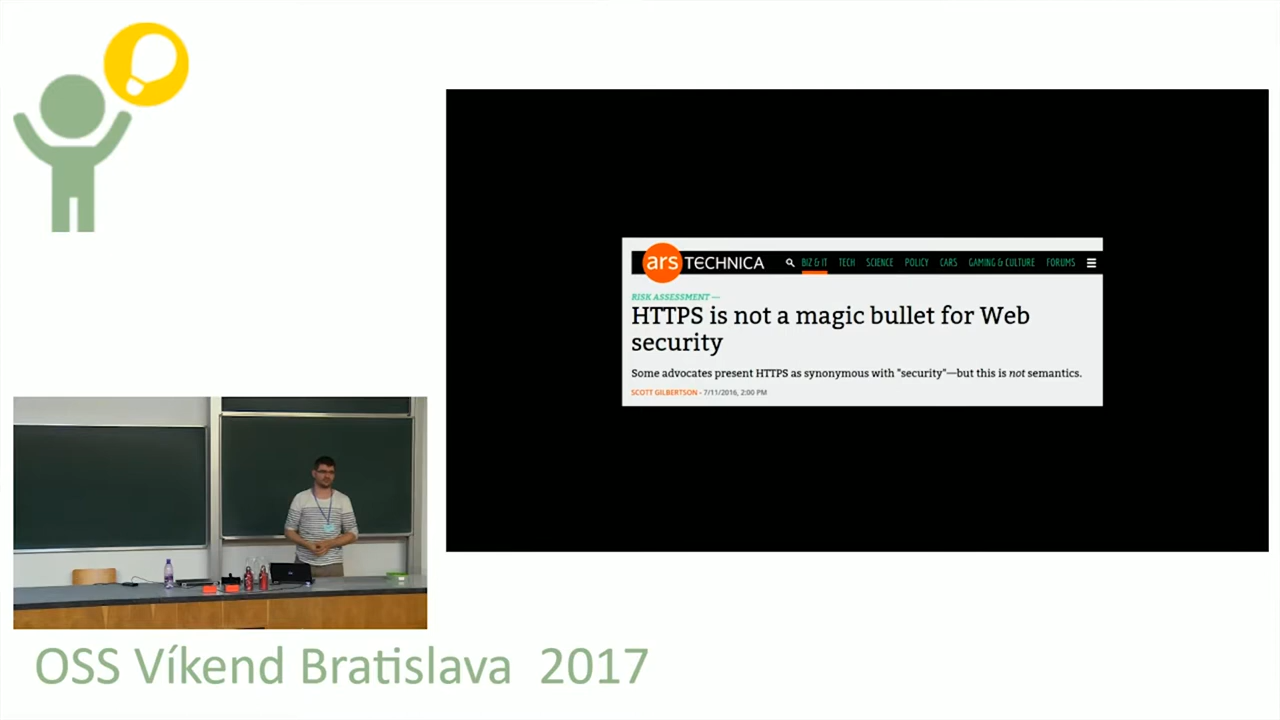 ars TECHNICA
BIZ & IT TECH SCIENCE POLICY CARS GAMING & CULTURE FORUMS
RISK ASSESSMENT —
HTTPS is not a magic bullet for Web
security
Some advocates present HTTPS as synonymous with "security"—but this is not semantics.
SCOTT GILBERTSON - 7/11/2016, 2:00 PM
OSS Víkend Bratislava 2017